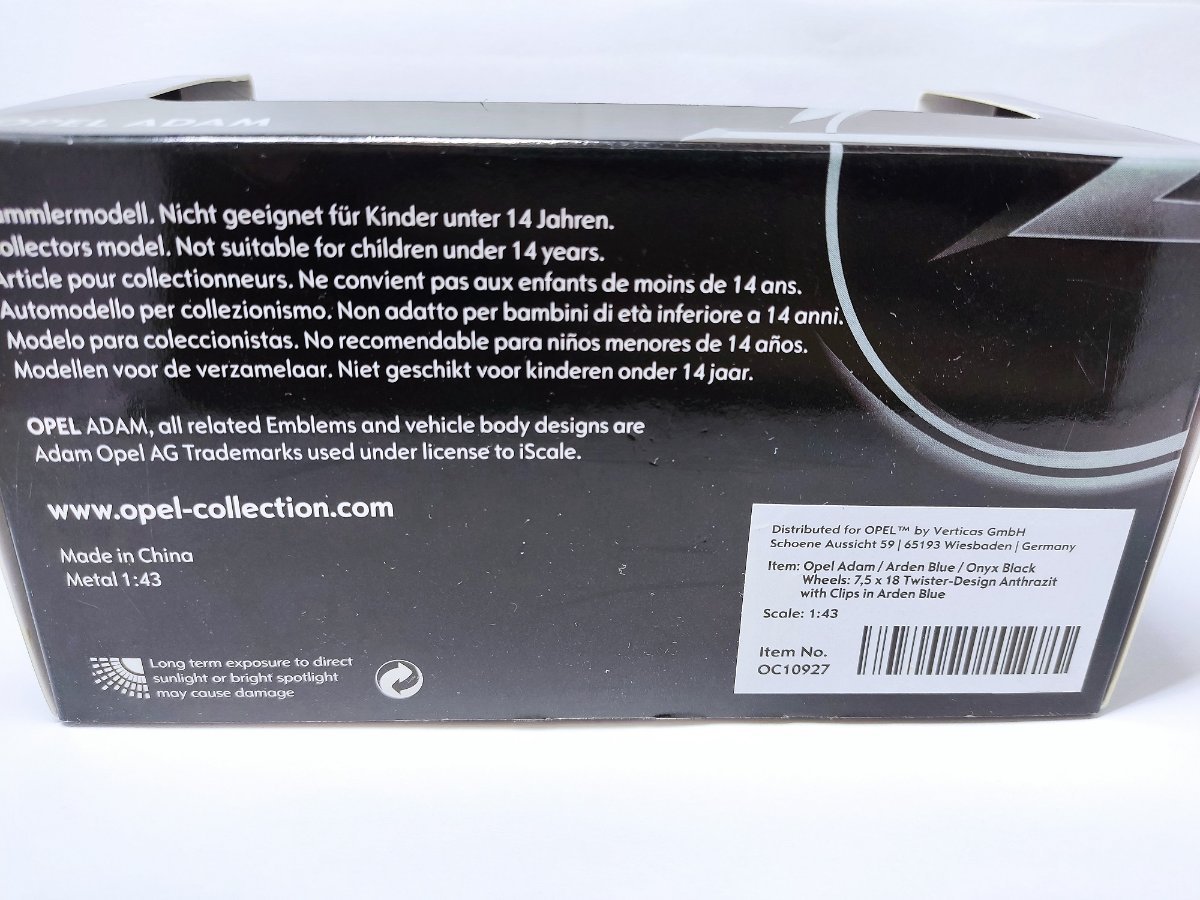 OPEL ADAM
mmlermodell. Nicht geeignet für Kinder unter 14 Jahren.
ollectors model. Not suitable for children under 14 years.
Article pour collectionneurs. Ne convient pas aux enfants de moins de 14 ans.
Automodello per collezionismo. Non adatto per bambini di età inferiore a 14 anni.
Modelo para coleccionistas. No recomendable para niños menores de 14 años.
Modellen voor de verzamelaar. Niet geschikt voor kinderen onder 14 jaar.
OPEL ADAM, all related Emblems and vehicle body designs are
Adam Opel AG Trademarks used under license to iScale.
www.opel-collection.com
Made in China
Metal 1:43
Long term exposure to direct
sunlight or bright spotlight
may cause damage
Distributed for OPEL™ by Verticas GmbH
Schoene Aussicht 59 | 65193 Wiesbaden | Germany
Item: Opel Adam / Arden Blue / Onyx Black
Wheels: 7,5 x 18 Twister-Design Anthrazit
with Clips in Arden Blue
Scale: 1:43
Item No.
OC10927